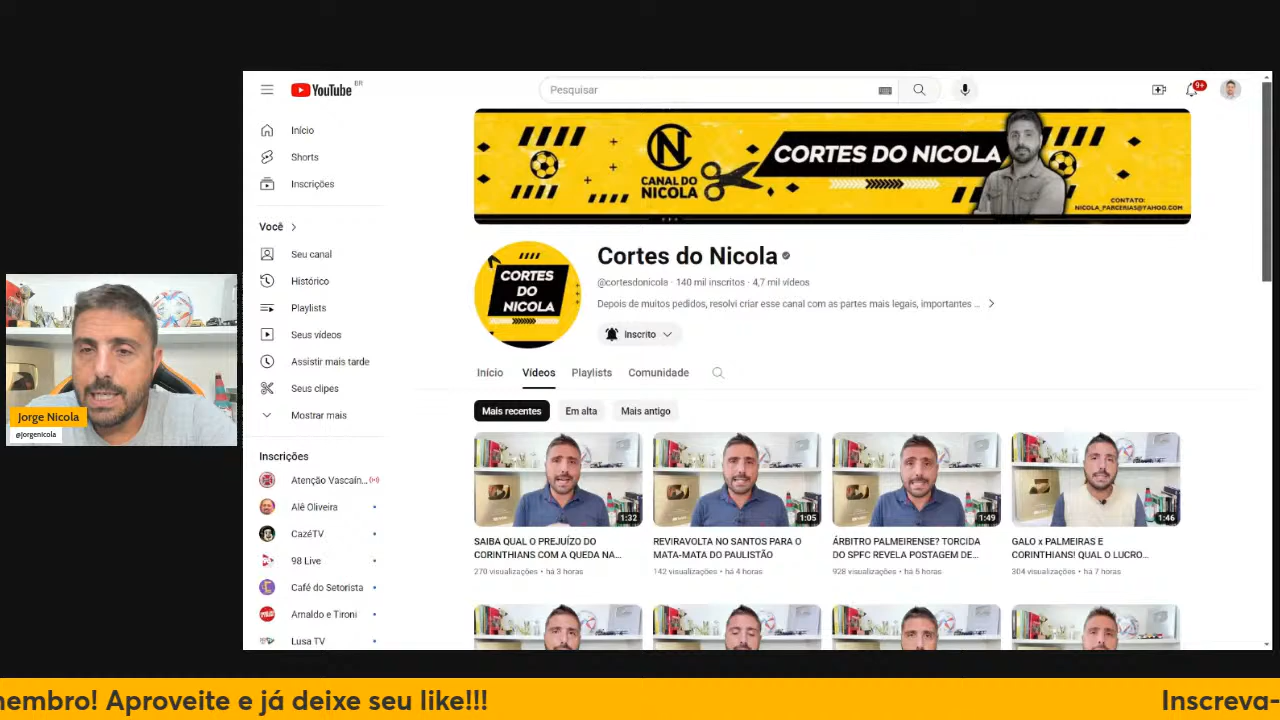 YouTube BR
Pesquisar
9+
Início
Shorts
Inscrições
Você
Seu canal
Histórico
Playlists
Seus vídeos
Assistir mais tarde
Seus clipes
Mostrar mais
Inscrições
Atenção Vascaín...
Alê Oliveira
CazéTV
98 Live
Café do Setorista
Arnaldo e Tironi
Lusa TV
CANAL DO
NICOLA
CORTES DO NICOLA
CONTATO:
NICOLA_PARCERIAS@YAHOO.COM
CORTES
DO
NICOLA
Cortes do Nicola
@cortesdonicola · 140 mil inscritos · 4,7 mil vídeos
Depois de muitos pedidos, resolvi criar esse canal com as partes mais legais, importantes ...
Inscrito
Início Vídeos Playlists Comunidade
Mais recentes Em alta Mais antigo
1:32
SAIBA QUAL O PREJUÍZO DO
CORINTHIANS COM A QUEDA NA...
270 visualizações • há 3 horas
1:05
REVIRAVOLTA NO SANTOS PARA O
MATA-MATA DO PAULISTÃO
142 visualizações • há 4 horas
1:49
ÁRBITRO PALMEIRENSE? TORCIDA
DO SPFC REVELA POSTAGEM DE...
928 visualizações • há 6 horas
1:46
GALO x PALMEIRAS E
CORINTHIANS! QUAL O LUCRO...
304 visualizações • há 7 horas
Jorge Nicola
@jorgenicola
nembro! Aproveite e já deixe seu like!!!
Inscreva-